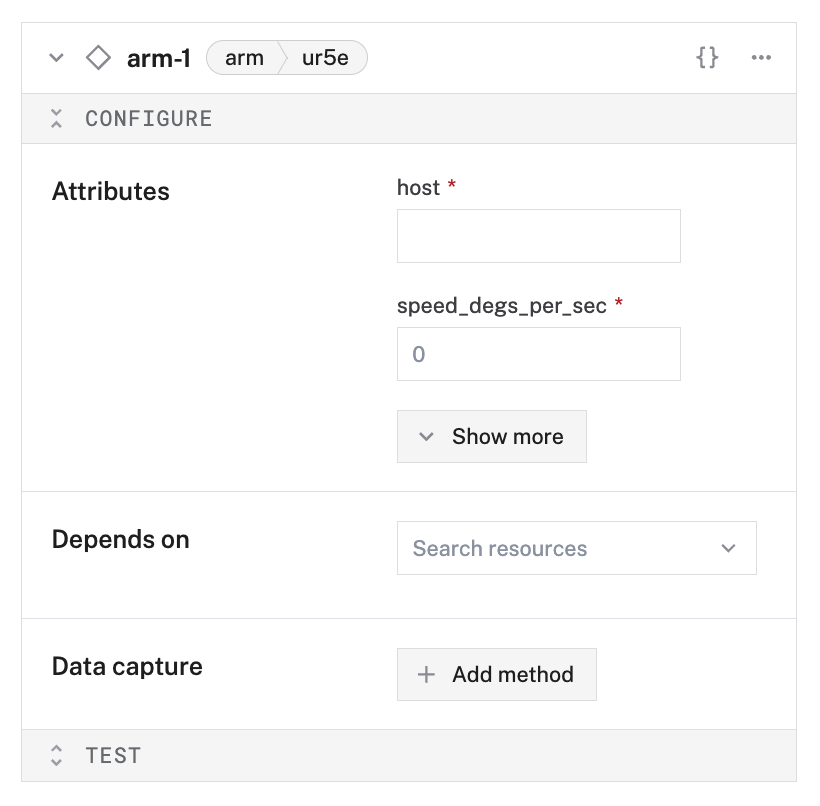 arm-1 arm ur5e {} ...
CONFIGURE
Attributes
host *
speed_degs_per_sec *
0
Show more
Depends on
Search resources
Data capture
+ Add method
TEST